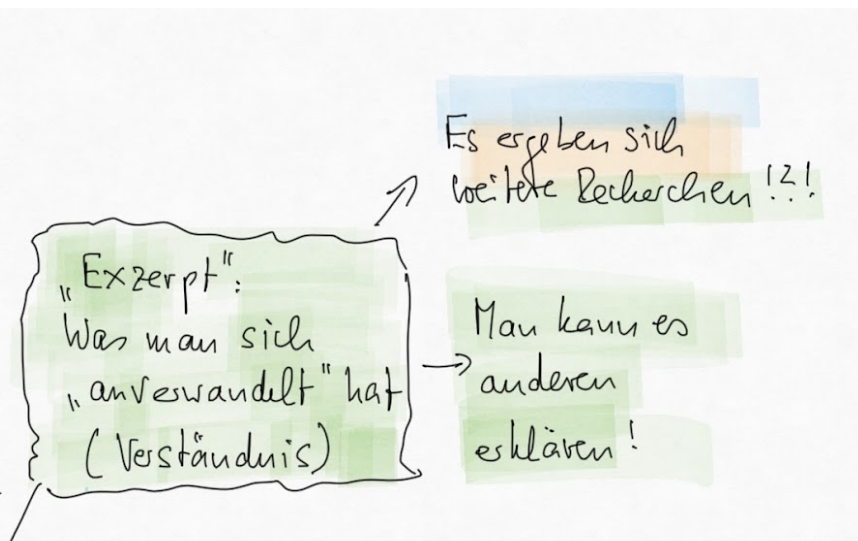 Es ergeben sich
weitere Recherchen !?!
„Exzerpt“:
Was man sich
„anverwandelt“ hat
(Verständnis)
Man kann es
anderen
erklären!